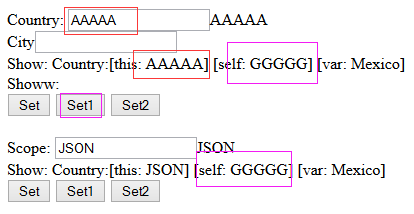 Country: AAAAA AAAAA
City
Show: Country:[this: AAAAA] [self: GGGGG] [var: Mexico]
Showw:
Set Set1 Set2
Scope: JSON JSON
Show: Country:[this: JSON] [self: GGGGG] [var: Mexico]
Set Set1 Set2